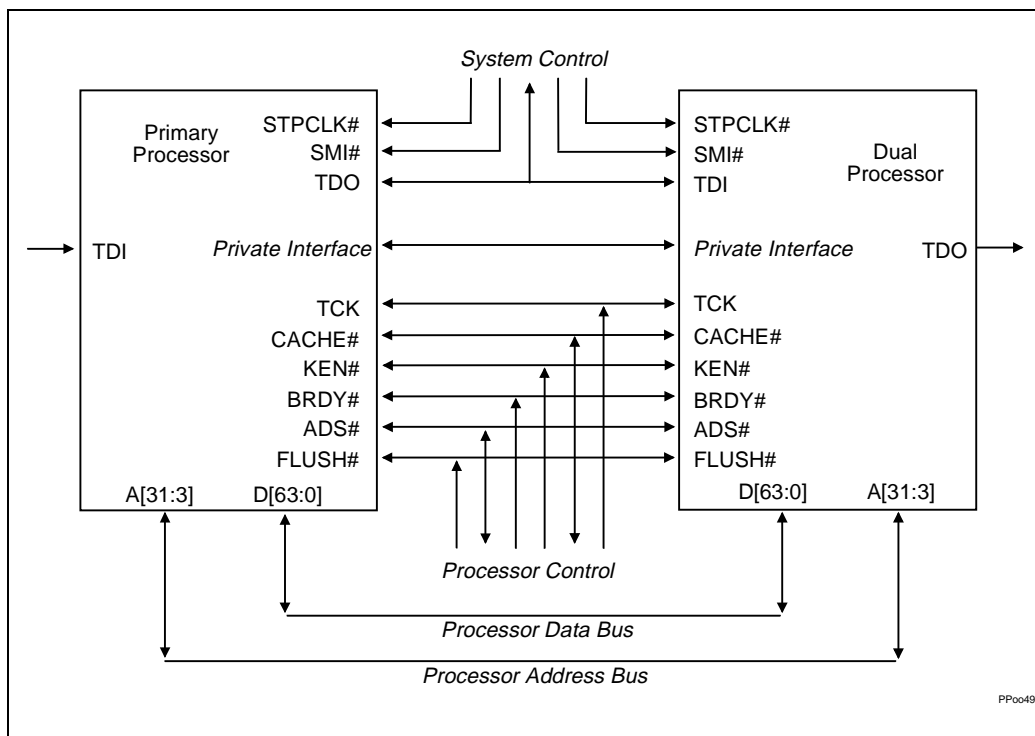 System Control
Primary
Processor
STPCLK#
SMI#
TDO
TDI
Private Interface
TCK
CACHE#
KEN#
BRDY#
ADS#
FLUSH#
A[31:3]
D[63:0]
STPCLK#
SMI#
TDI
Dual
Processor
Private Interface
TDO
TCK
CACHE#
KEN#
BRDY#
ADS#
FLUSH#
D[63:0]
A[31:3]
Processor Control
Processor Data Bus
Processor Address Bus
PPoo49